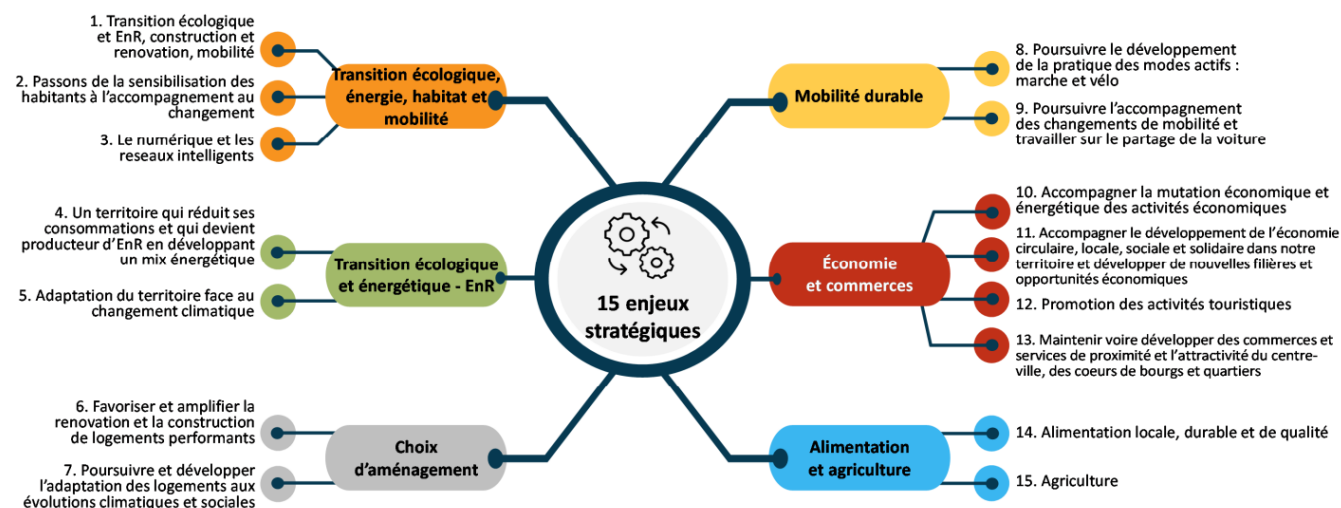 1. Transition écologique
et EnR, construction et
renovation, mobilité
2. Passons de la sensibilisation des
habitants à l'accompagnement au
changement
3. Le numérique et les
reseaux intelligents
Transition écologique,
énergie, habitat et
mobilité
4. Un territoire qui réduit ses
consommations et qui devient
producteur d'EnR en développant
un mix énergétique
5. Adaptation du territoire face au
changement climatique
Transition écologique
et énergétique - EnR
6. Favoriser et amplifier la
renovation et la construction
de logements performants
7. Poursuivre et développer
l'adaptation des logements aux
évolutions climatiques et sociales
Choix
d'aménagement
15 enjeux
stratégiques
Mobilité durable
8. Poursuivre le développement
de la pratique des modes actifs :
marche et vélo
9. Poursuivre l'accompagnement
des changements de mobilité et
travailler sur le partage de la voiture
Économie
et commerces
10. Accompagner la mutation économique et
énergétique des activités économiques
11. Accompagner le développement de l'économie
circulaire, locale, sociale et solidaire dans notre
territoire et développer de nouvelles filières et
opportunités économiques
12. Promotion des activités touristiques
13. Maintenir voire développer des commerces et
services de proximité et l'attractivité du centre-
ville, des coeurs de bourgs et quartiers
Alimentation
et agriculture
14. Alimentation locale, durable et de qualité
15. Agriculture